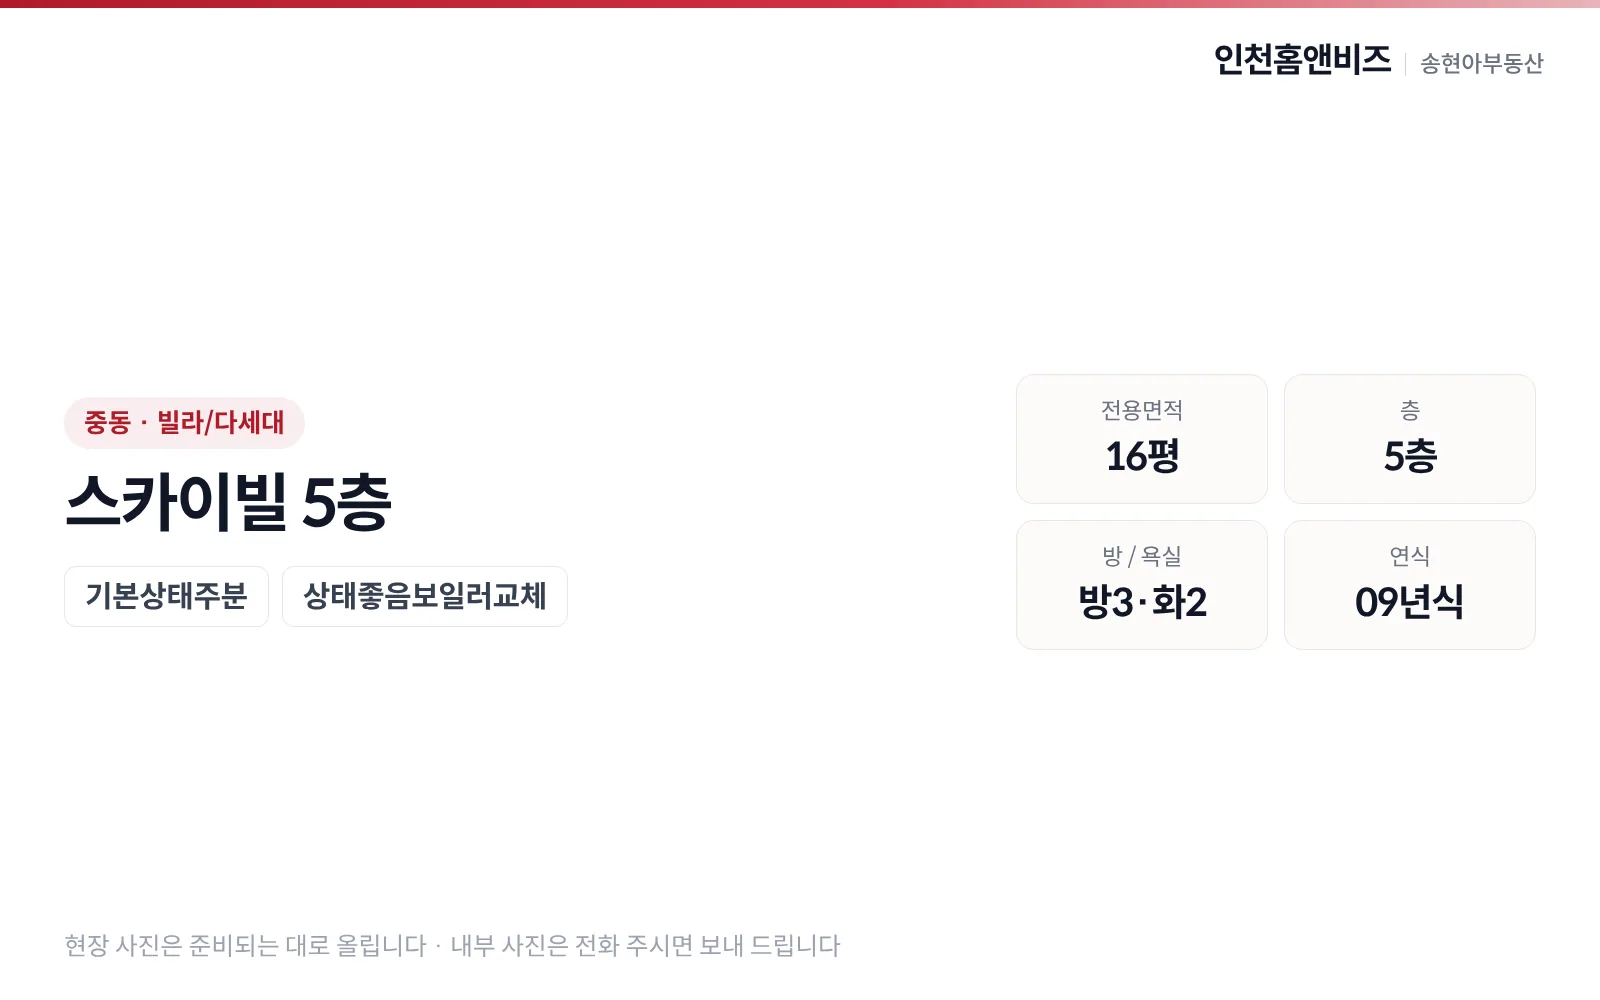 인천홈앤비즈 송현아부동산
중동 · 빌라/다세대
스카이빌 5층
기본상태주분 상태좋음보일러교체
전용면적
16평
층
5층
방 / 욕실
방3·화2
연식
09년식
현장 사진은 준비되는 대로 올립니다 · 내부 사진은 전화 주시면 보내 드립니다